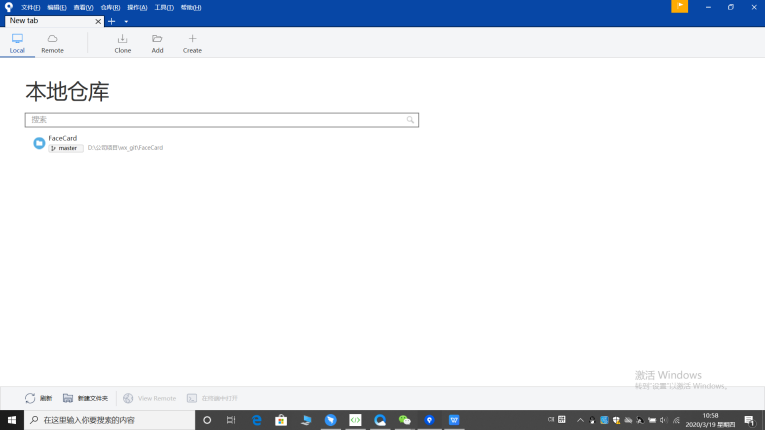 文件(F) 编辑(E) 查看(V) 仓库(R) 操作(A) 工具(T) 帮助(H)
New tab
Local Remote Clone Add Create
本地仓库
搜索
FaceCard
master D:\公司项目\wx_git\FaceCard
激活 Windows
转到"设置"以激活 Windows。
刷新 新建文件夹 View Remote 在终端中打开
在这里输入你要搜索的内容
10:58
2020/3/19 星期四